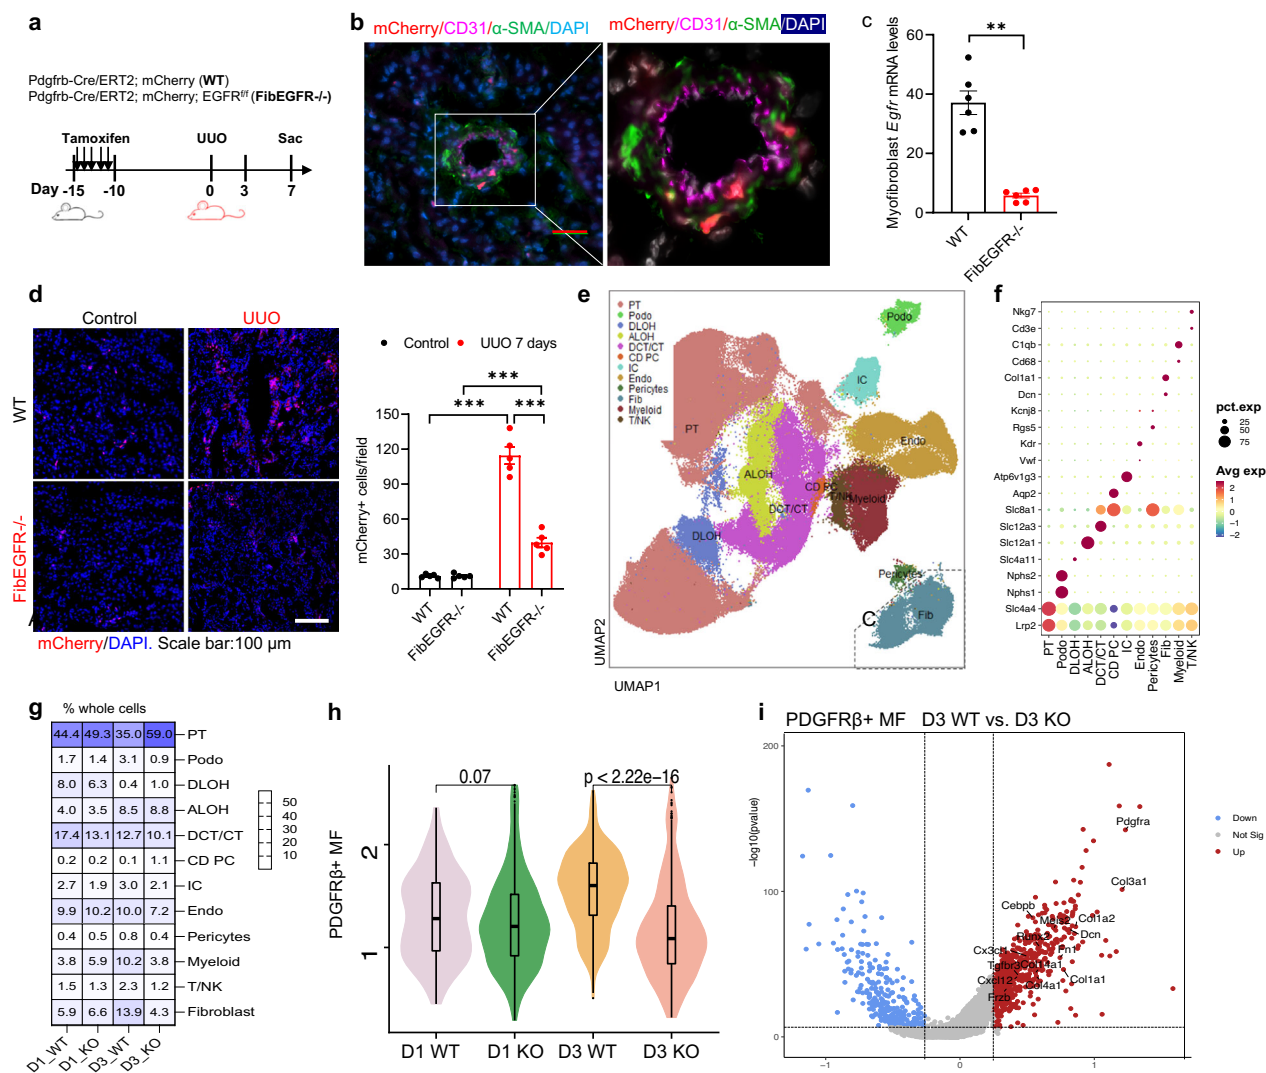 a
Pdgfrb-Cre/ERT2; mCherry (WT)
Pdgfrb-Cre/ERT2; mCherry; EGFRf/f (FibEGFR-/-)
Tamoxifen UUO Sac
Day -15 -10 0 3 7
b
mCherry/CD31/α-SMA/DAPI
mCherry/CD31/α-SMA/DAPI
c
Myofibroblast Egfr mRNA levels
60
40
20
0
**
WT
FibEGFR-/-
d
Control
UUO
WT
FibEGFR-/-
mCherry/DAPI. Scale bar:100 µm
Control
UUO 7 days
mCherry+ cells/field
150
120
90
60
30
0
***
*** ***
WT
FibEGFR-/-
WT
FibEGFR-/-
e
PT
Podo
DLOH
ALOH
DCT/CT
CD PC
IC
Endo
Pericytes
Fib
Myeloid
T/NK
Podo
IC
PT
Endo
ALOH
CD PC
T/NK
Myeloid
DCT/CT
DLOH
Pericytes
C
Fib
UMAP2
UMAP1
f
Nkg7
Cd3e
C1qb
Cd68
Col1a1
Dcn
Kcnj8
Rgs5
Kdr
Vwf
Atp6v1g3
Aqp2
Slc8a1
Slc12a3
Slc12a1
Slc4a11
Nphs2
Nphs1
Slc4a4
Lrp2
PT
Podo
DLOH
ALOH
DCT/CT
CD PC
IC
Endo
Pericytes
Fib
Myeloid
T/NK
pct.exp
25
50
75
Avg exp
2
1
0
−1
−2
g
% whole cells
44.4 49.3 35.0 59.0 PT
1.7 1.4 3.1 0.9 Podo
8.0 6.3 0.4 1.0 DLOH
4.0 3.5 8.5 8.8 ALOH
17.4 13.1 12.7 10.1 DCT/CT
0.2 0.2 0.1 1.1 CD PC
2.7 1.9 3.0 2.1 IC
9.9 10.2 10.0 7.2 Endo
0.4 0.5 0.8 0.4 Pericytes
3.8 5.9 10.2 3.8 Myeloid
1.5 1.3 2.3 1.2 T/NK
5.9 6.6 13.9 4.3 Fibroblast
D1_WT
D1_KO
D3_WT
D3_KO
50
40
30
20
10
h
PDGFRβ+ MF
2
1
0.07
p < 2.22e−16
D1 WT D1 KO D3 WT D3 KO
i
PDGFRβ+ MF D3 WT vs. D3 KO
−log10(pvalue)
200
100
0
−1 0 1
Pdgfra
Col3a1
Cebpb
Meis2
Col1a2
Runx2
Dcn
Cx3cl1
Fn1
Tgfbr3
Col14a1
Cxcl12
Col4a1
Col1a1
Frzb
Down
Not Sig
Up